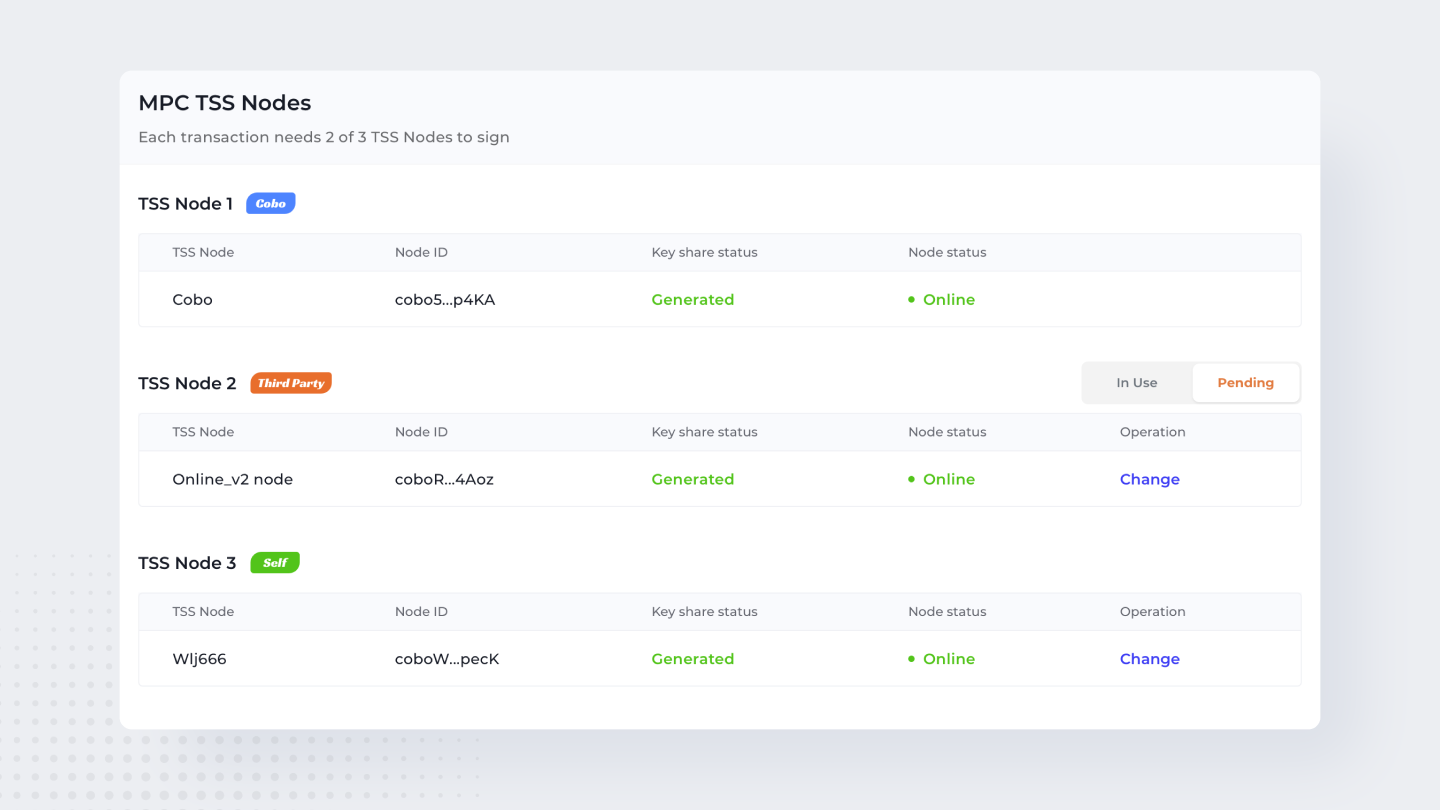 MPC TSS Nodes
Each transaction needs 2 of 3 TSS Nodes to sign
TSS Node 1 Cobo
TSS Node Node ID Key share status Node status
Cobo cobo5...p4KA Generated Online
TSS Node 2 Third Party In Use Pending
TSS Node Node ID Key share status Node status Operation
Online_v2 node coboR...4Aoz Generated Online Change
TSS Node 3 Self
TSS Node Node ID Key share status Node status Operation
Wlj666 coboW...pecK Generated Online Change